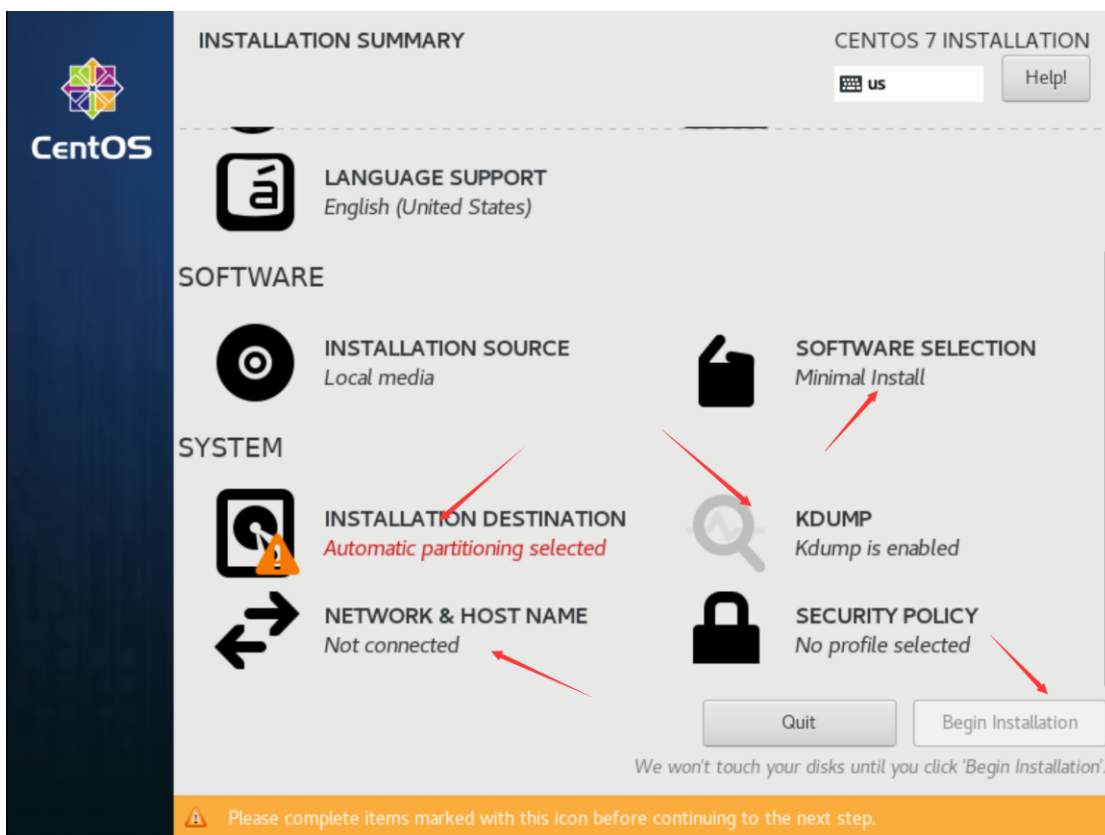 INSTALLATION SUMMARY
CENTOS 7 INSTALLATION
us
Help!
CentOS
á
LANGUAGE SUPPORT
English (United States)
SOFTWARE
INSTALLATION SOURCE
Local media
SOFTWARE SELECTION
Minimal Install
SYSTEM
INSTALLATION DESTINATION
Automatic partitioning selected
KDUMP
Kdump is enabled
NETWORK & HOST NAME
Not connected
SECURITY POLICY
No profile selected
Quit
Begin Installation
We won't touch your disks until you click 'Begin Installation'.
Please complete items marked with this icon before continuing to the next step.